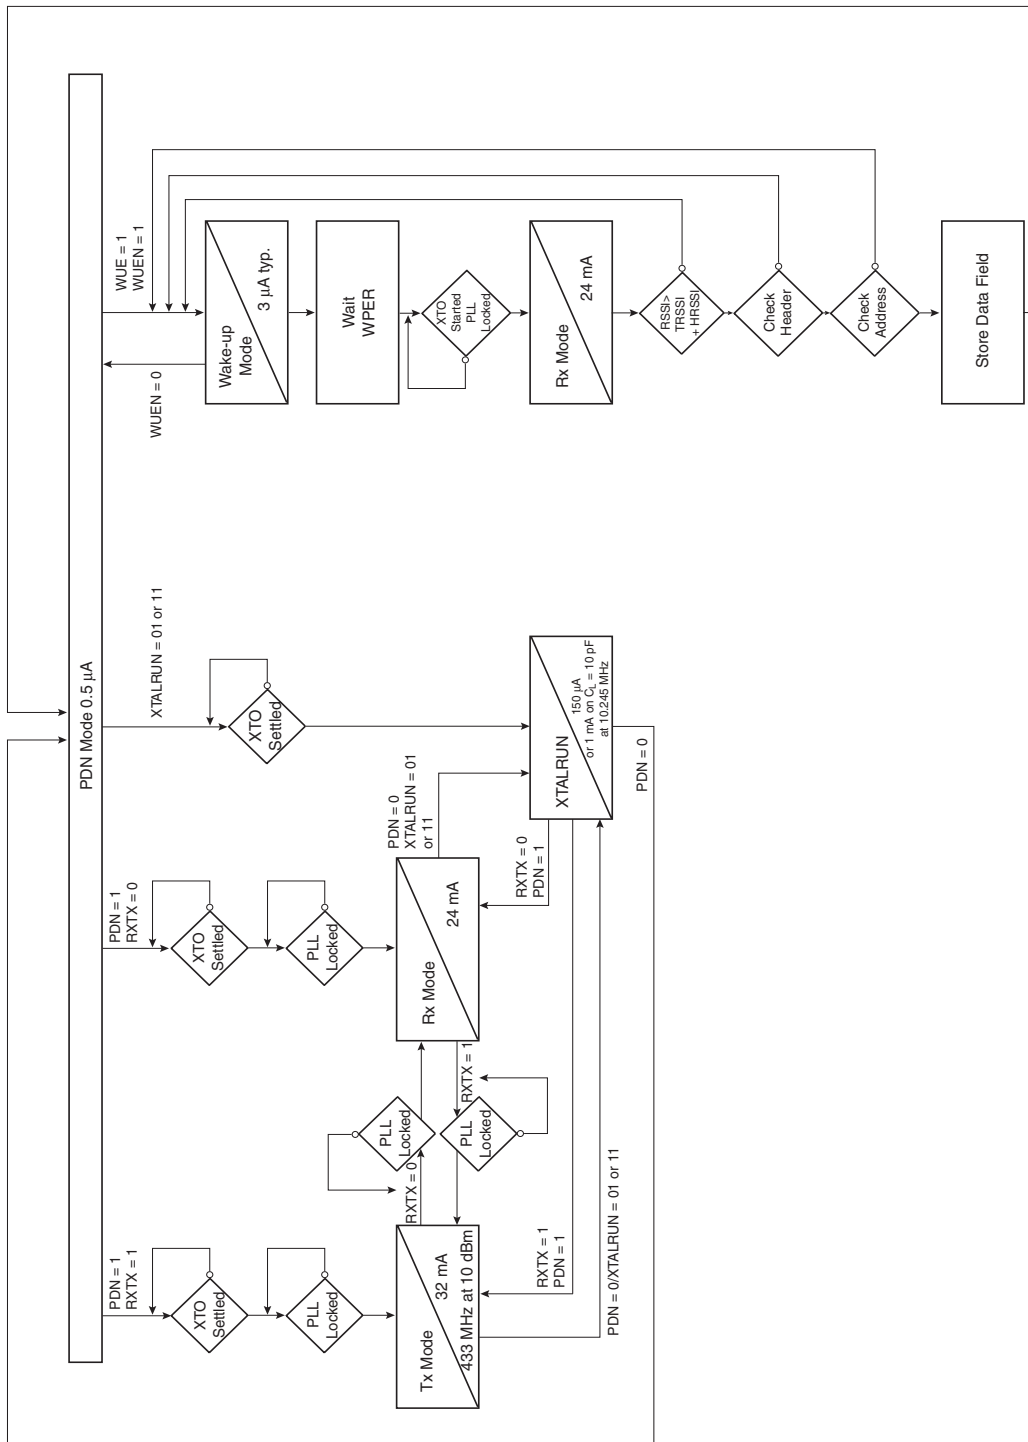 PDN Mode 0.5 µA
PDN = 1
RXTX = 1
XTO
Settled
PLL
Locked
Tx Mode
32 mA
433 MHz at 10 dBm
RXTX = 0
PLL
Locked
RXTX = 1
PLL
Locked
PDN = 1
RXTX = 0
XTO
Settled
PLL
Locked
Rx Mode
24 mA
RXTX = 1
PDN = 1
PDN = 0/XTALRUN = 01 or 11
PDN = 0
XTALRUN = 01
or 11
RXTX = 0
PDN = 1
XTALRUN = 01 or 11
XTO
Settled
XTALRUN
150 µA
or 1 mA on CL = 10 pF
at 10.245 MHz
PDN = 0
WUEN = 0
WUE = 1
WUEN = 1
Wake-up
Mode
3 µA typ.
Wait
WPER
XTO
Started
PLL
Locked
Rx Mode
24 mA
RSSI>
TRSSI
+ HRSSI
Check
Header
Check
Address
Store Data Field